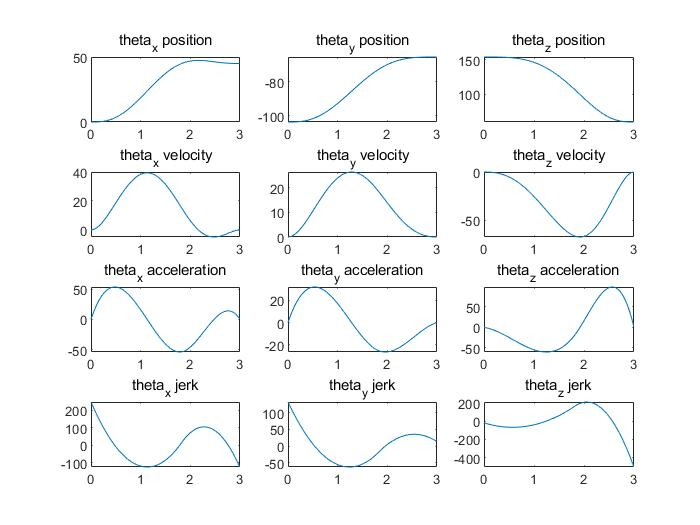 theta_x position theta_y position theta_z position
50 -80 150
0 -100 100
0 1 2 3 0 1 2 3 0 1 2 3
theta_x velocity theta_y velocity theta_z velocity
40 20 0
20 10 -50
0 0
0 1 2 3 0 1 2 3 0 1 2 3
theta_x acceleration theta_y acceleration theta_z acceleration
50 20 50
0 0 0
-50 -20 -50
0 1 2 3 0 1 2 3 0 1 2 3
theta_x jerk theta_y jerk theta_z jerk
200 100 200
100 50 0
0 0 -200
-100 -50 -400
0 1 2 3 0 1 2 3 0 1 2 3